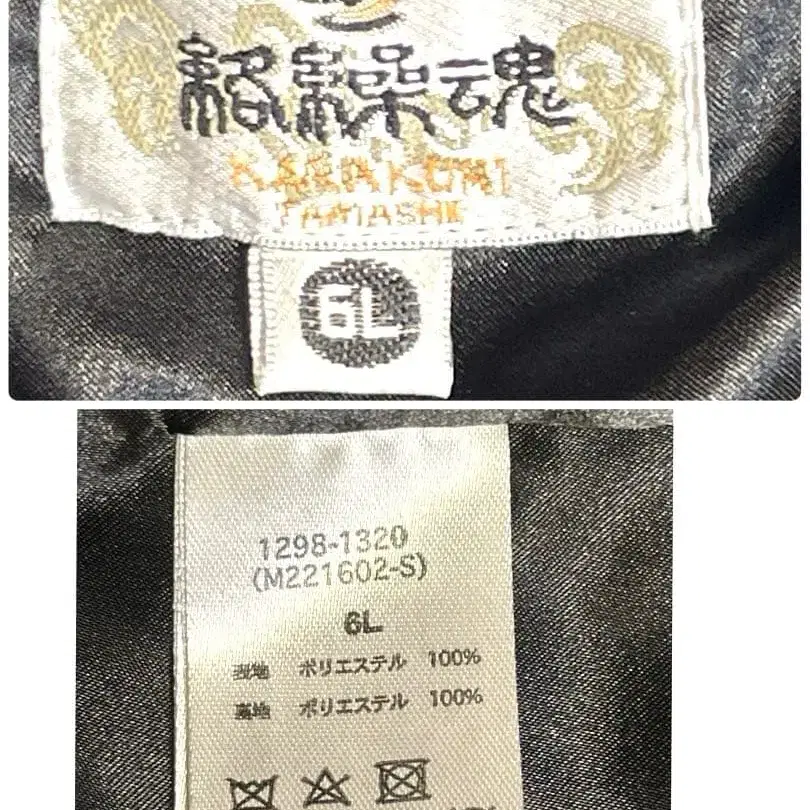 絡繰魂
KARAKURI
TAMASHII
6L
1298-1320
(M221602-S)
6L
表地 ポリエステル 100%
裏地 ポリエステル 100%